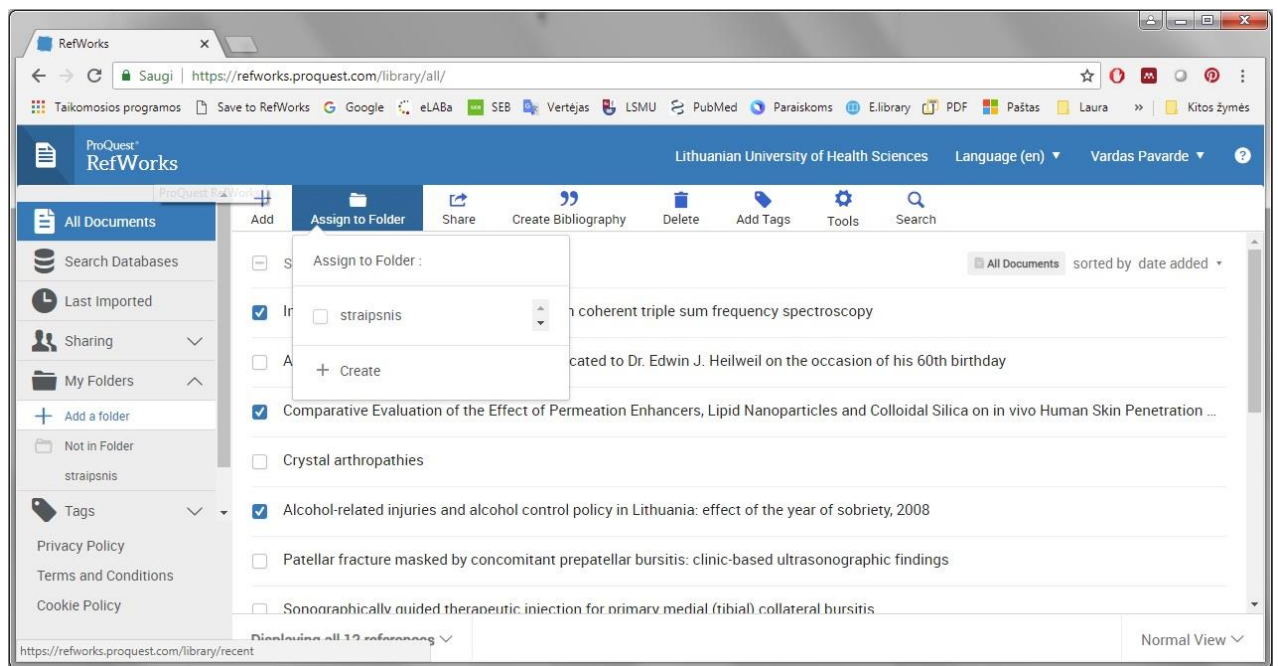 RefWorks
Saugi https://refworks.proquest.com/library/all/
Taikomosios programos Save to RefWorks Google eLABa SEB Vertėjas LSMU PubMed Paraiskoms E.library PDF Paštas Laura » Kitos žymės
ProQuest®
RefWorks
Lithuanian University of Health Sciences Language (en) Vardas Pavarde ?
ProQuest RefWorks
Add Assign to Folder Share Create Bibliography Delete Add Tags Tools Search
All Documents
Search Databases
Last Imported
Sharing
My Folders
Add a folder
Not in Folder
straipsnis
Tags
Privacy Policy
Terms and Conditions
Cookie Policy
Assign to Folder :
straipsnis
+ Create
All Documents sorted by date added
coherent triple sum frequency spectroscopy
cated to Dr. Edwin J. Heilweil on the occasion of his 60th birthday
Comparative Evaluation of the Effect of Permeation Enhancers, Lipid Nanoparticles and Colloidal Silica on in vivo Human Skin Penetration ...
Crystal arthropathies
Alcohol-related injuries and alcohol control policy in Lithuania: effect of the year of sobriety, 2008
Patellar fracture masked by concomitant prepatellar bursitis: clinic-based ultrasonographic findings
Sonographically guided therapeutic injection for primary medial (tibial) collateral bursitis
Displaying all 12 references
Normal View
https://refworks.proquest.com/library/recent